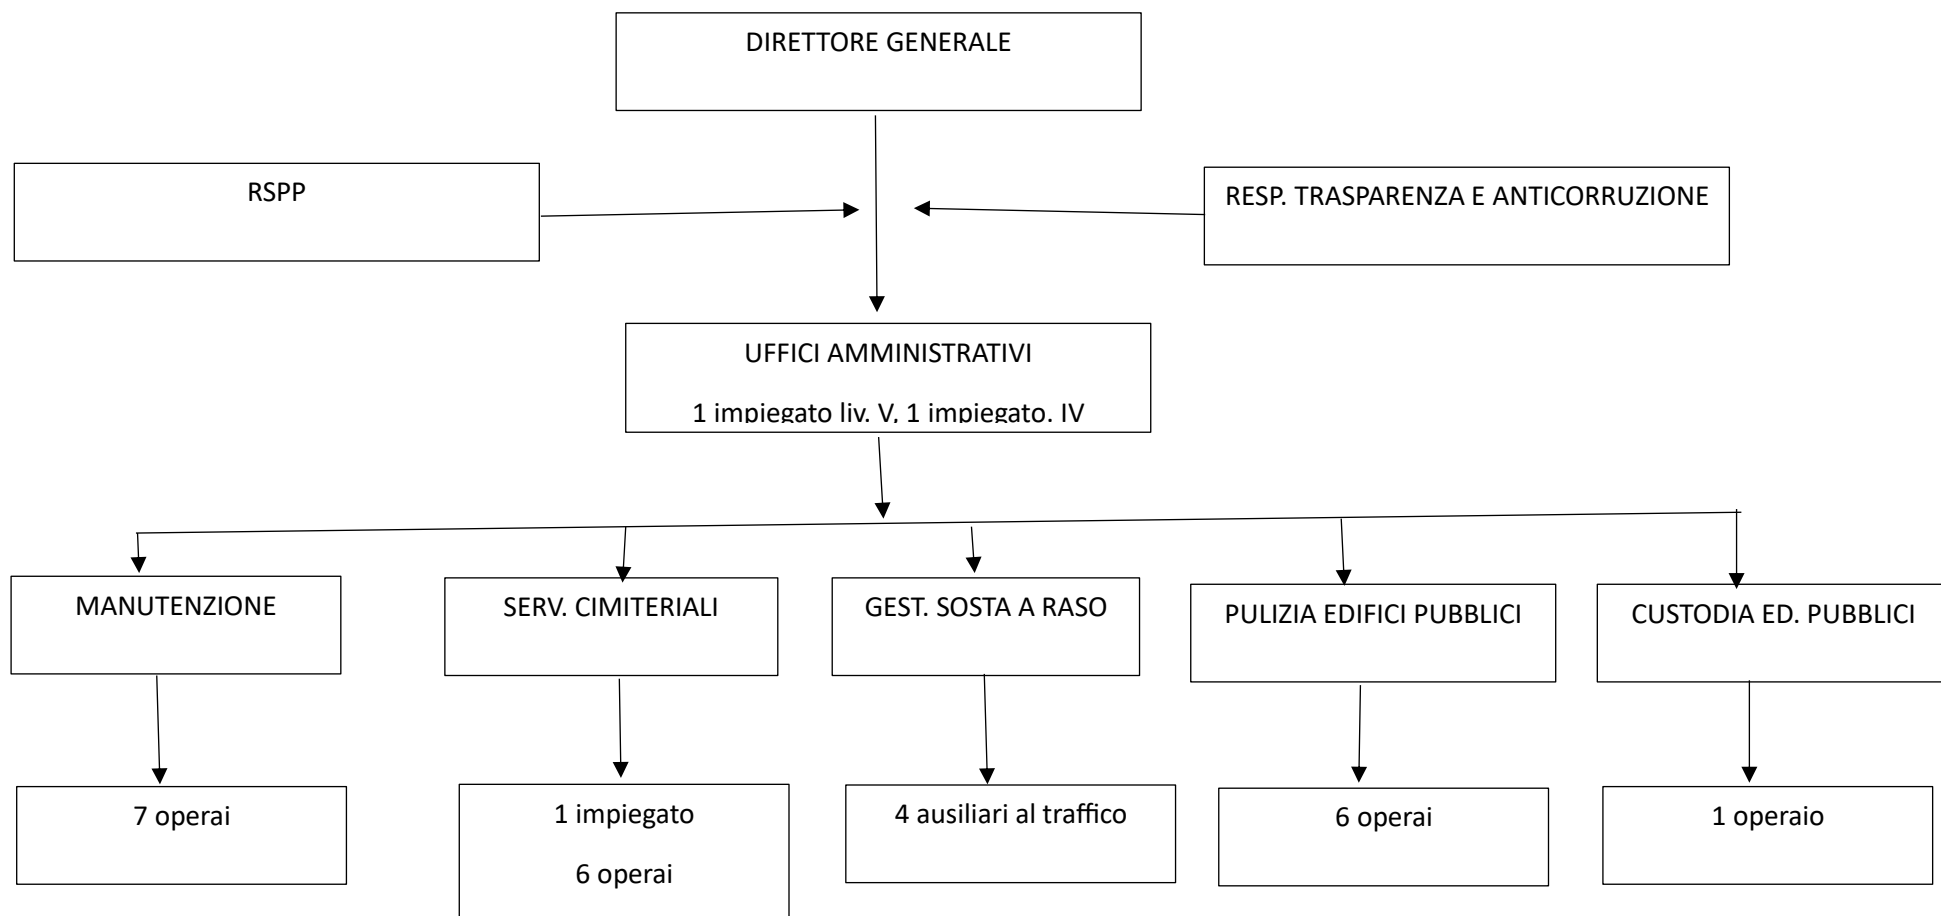 DIRETTORE GENERALE
RSPP
RESP. TRASPARENZA E ANTICORRUZIONE
UFFICI AMMINISTRATIVI
1 impiegato liv. V, 1 impiegato. IV
MANUTENZIONE
SERV. CIMITERIALI
GEST. SOSTA A RASO
PULIZIA EDIFICI PUBBLICI
CUSTODIA ED. PUBBLICI
7 operai
1 impiegato
6 operai
4 ausiliari al traffico
6 operai
1 operaio